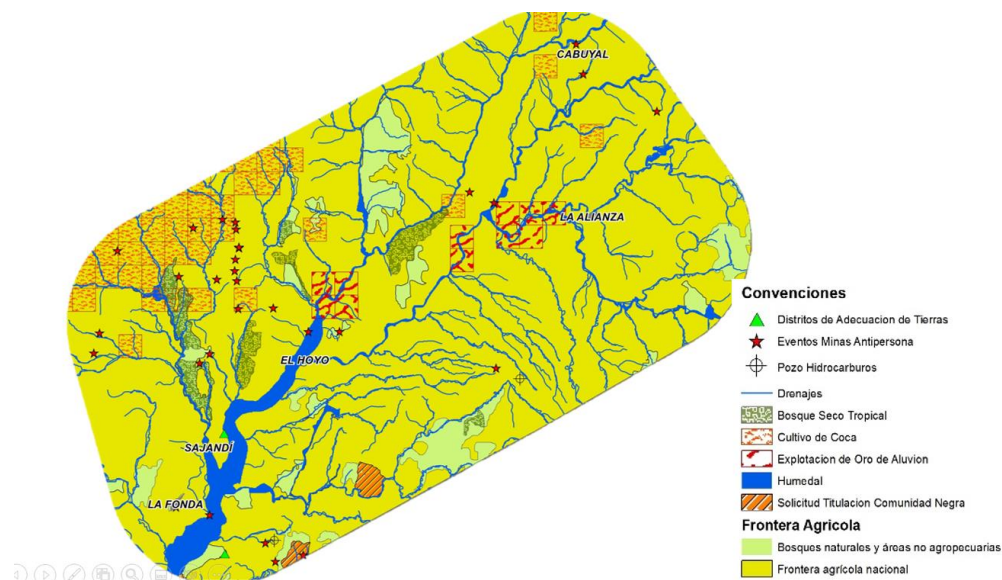 CABUYAL
LA ALIANZA
EL HOYO
SAJANDÍ
LA FONDA
Convenciones
Distritos de Adecuacion de Tierras
Eventos Minas Antipersona
Pozo Hidrocarburos
Drenajes
Bosque Seco Tropical
Cultivo de Coca
Explotacion de Oro de Aluvion
Humedal
Solicitud Titulacion Comunidad Negra
Frontera Agricola
Bosques naturales y áreas no agropecuarias
Frontera agrícola nacional